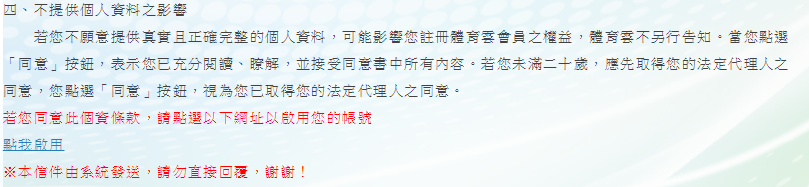 四、不提供個人資料之影響
若您不願意提供真實且正確完整的個人資料，可能影響您註冊體育雲會員之權益，體育雲不另行告知。當您點選
「同意」按鈕，表示您已充分閱讀、瞭解，並接受同意書中所有內容。若您未滿二十歲，應先取得您的法定代理人之
同意，您點選「同意」按鈕，視為您已取得您的法定代理人之同意。
若您同意此個資條款，請點選以下網址以啟用您的帳號
點我啟用
※本信件由系統發送，請勿直接回覆，謝謝！